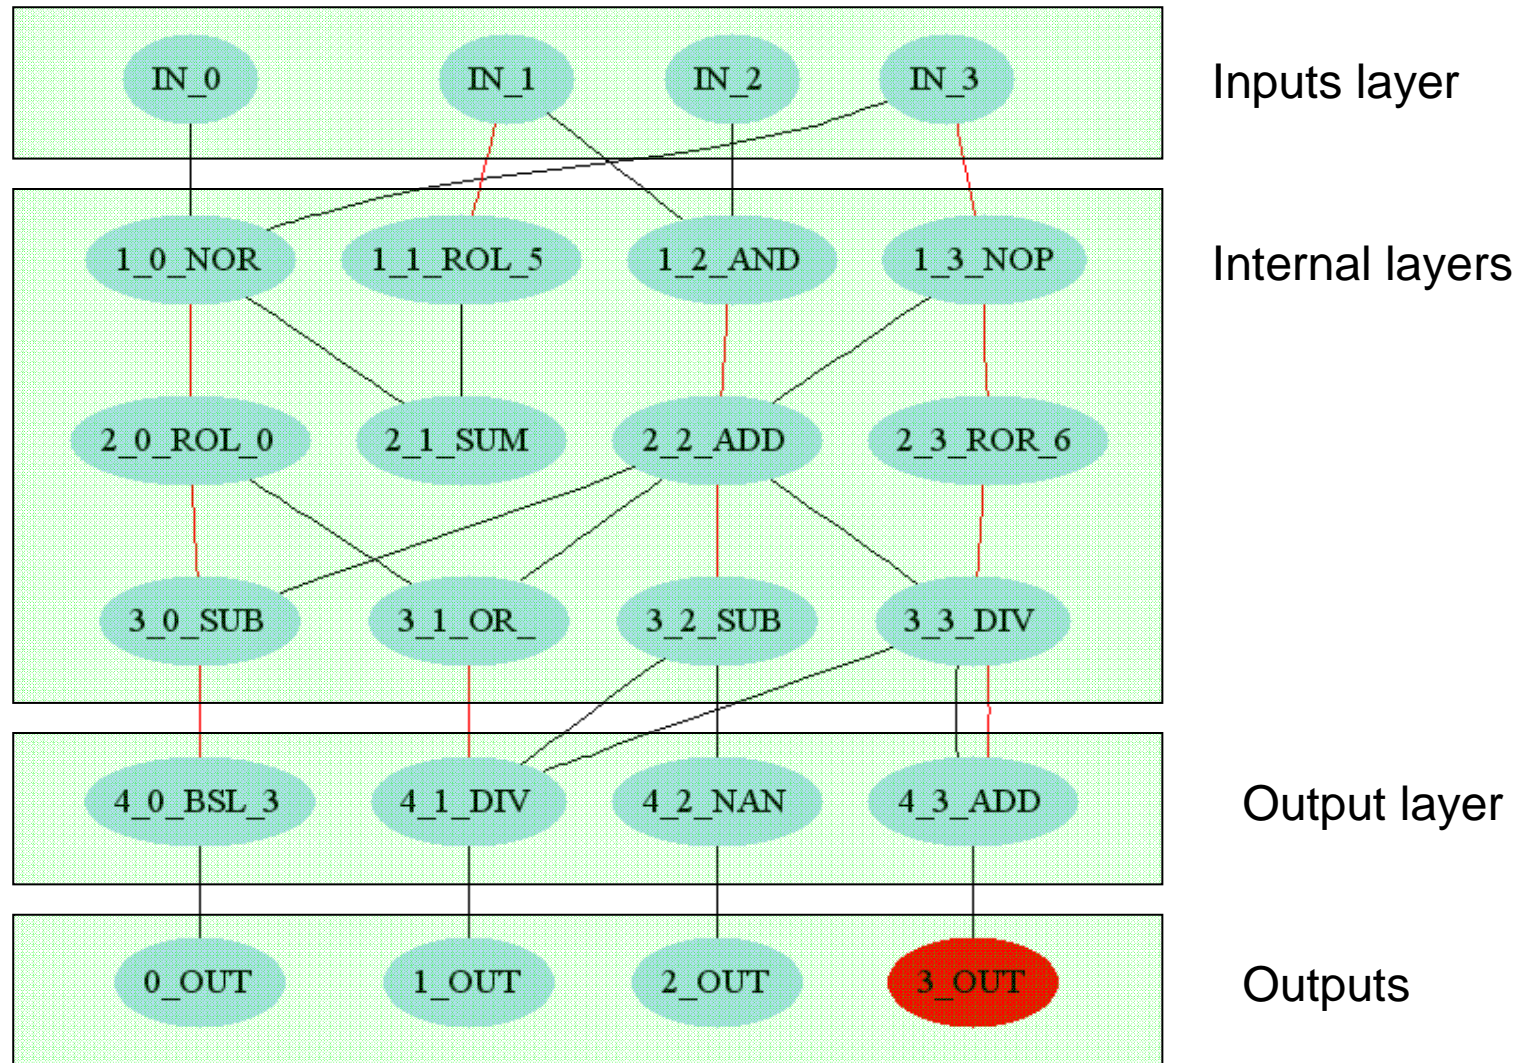 IN_0 IN_1 IN_2 IN_3 Inputs layer
1_0_NOR 1_1_ROL_5 1_2_AND 1_3_NOP Internal layers
2_0_ROL_0 2_1_SUM 2_2_ADD 2_3_ROR_6
3_0_SUB 3_1_OR_ 3_2_SUB 3_3_DIV
4_0_BSL_3 4_1_DIV 4_2_NAN 4_3_ADD Output layer
0_OUT 1_OUT 2_OUT 3_OUT Outputs